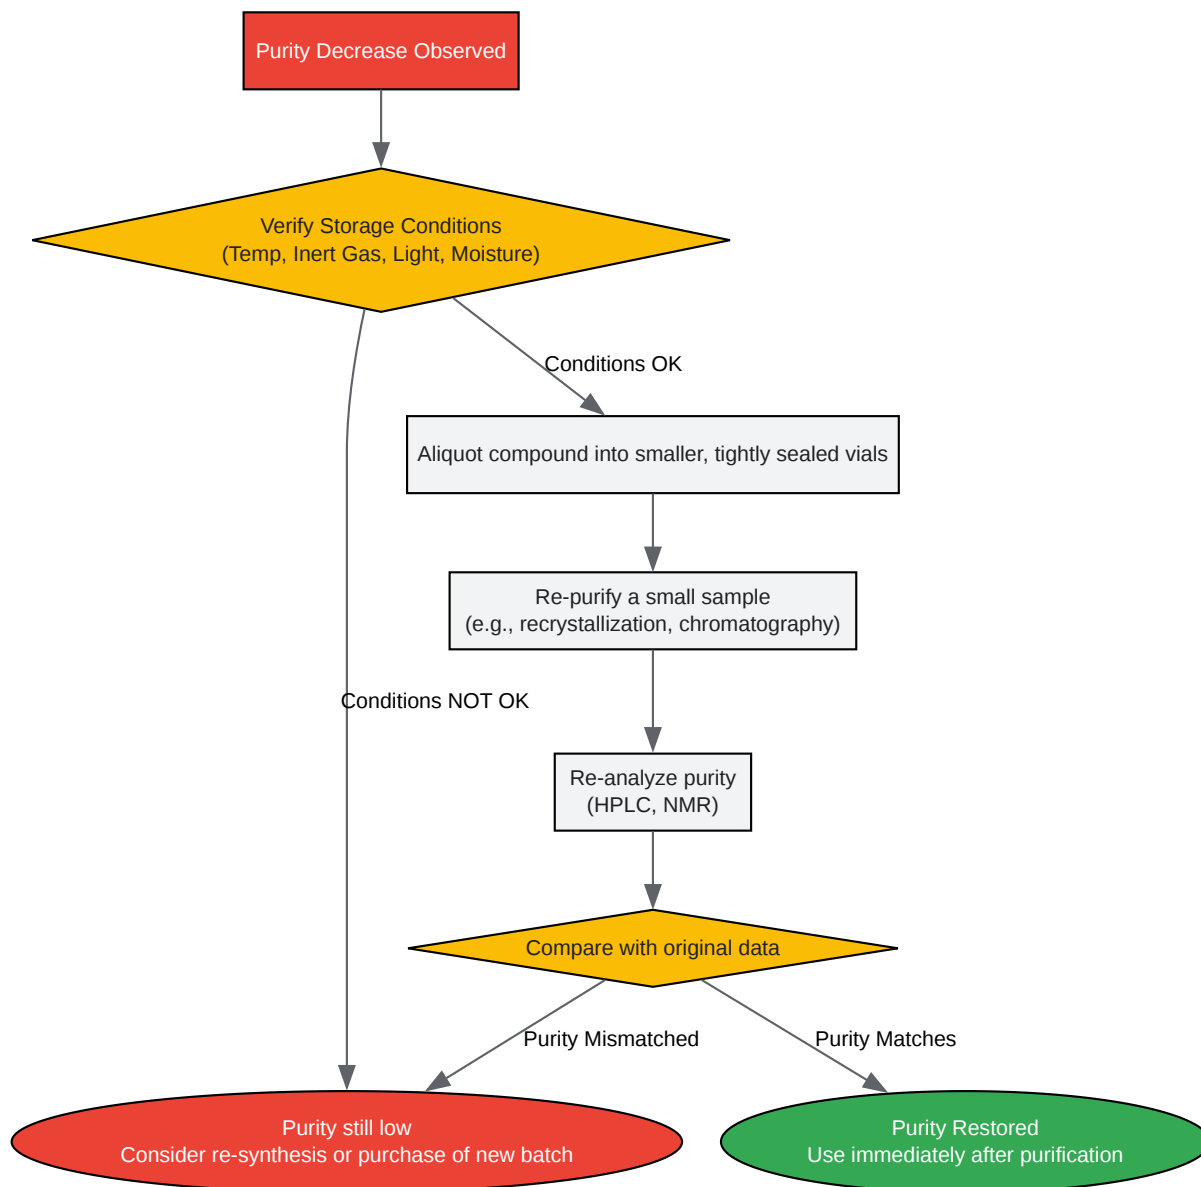 Purity Decrease Observed
Verify Storage Conditions
(Temp, Inert Gas, Light, Moisture)
Conditions OK
Aliquot compound into smaller, tightly sealed vials
Re-purify a small sample
(e.g., recrystallization, chromatography)
Conditions NOT OK
Re-analyze purity
(HPLC, NMR)
Compare with original data
Purity Mismatched
Purity Matches
Purity still low
Consider re-synthesis or purchase of new batch
Purity Restored
Use immediately after purification